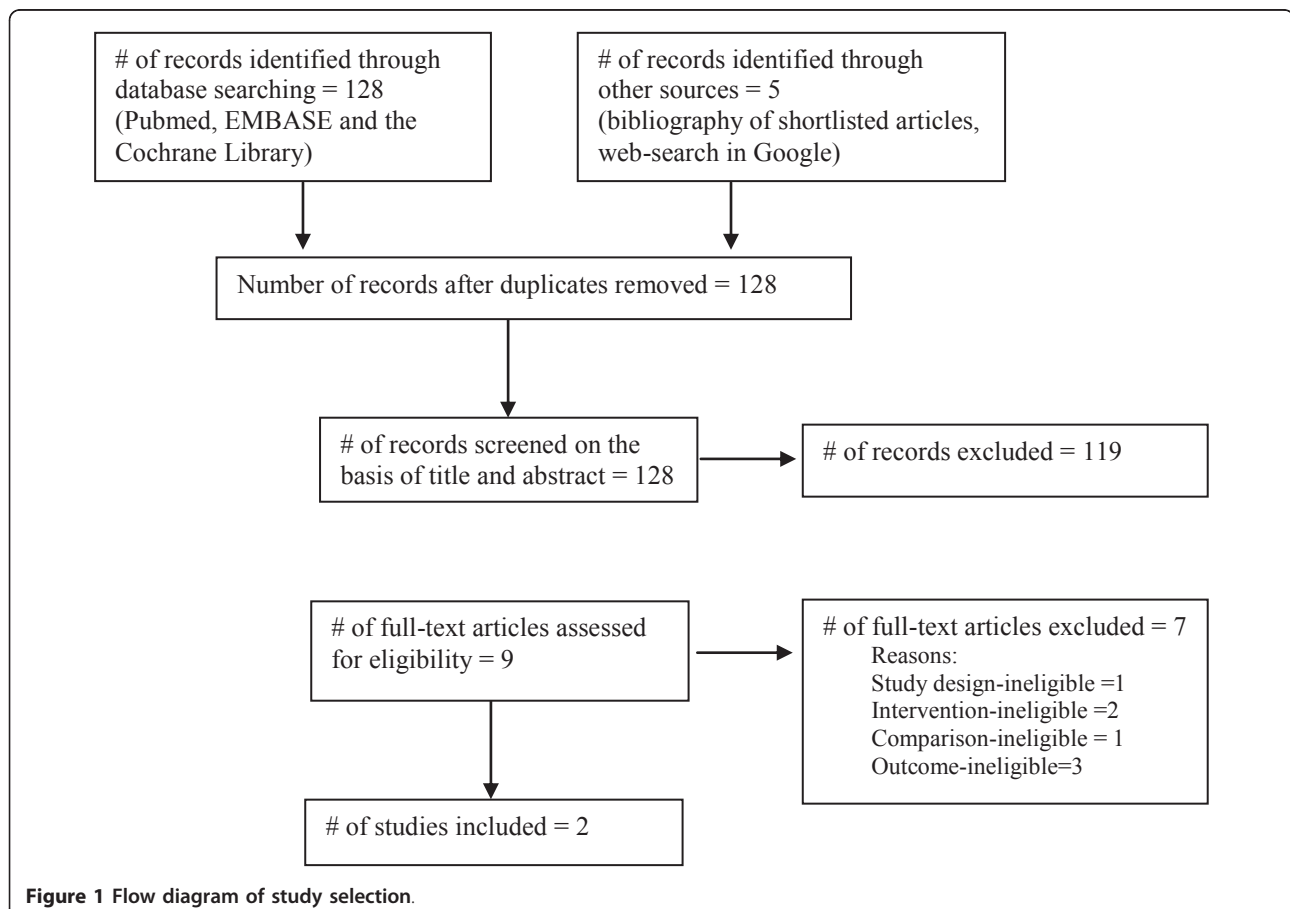 # of records identified through
database searching = 128
(Pubmed, EMBASE and the
Cochrane Library)
# of records identified through
other sources = 5
(bibliography of shortlisted articles,
web-search in Google)
Number of records after duplicates removed = 128
# of records screened on the
basis of title and abstract = 128
# of records excluded = 119
# of full-text articles assessed
for eligibility = 9
# of full-text articles excluded = 7
Reasons:
Study design-ineligible =1
Intervention-ineligible =2
Comparison-ineligible = 1
Outcome-ineligible=3
# of studies included = 2
Figure 1 Flow diagram of study selection.